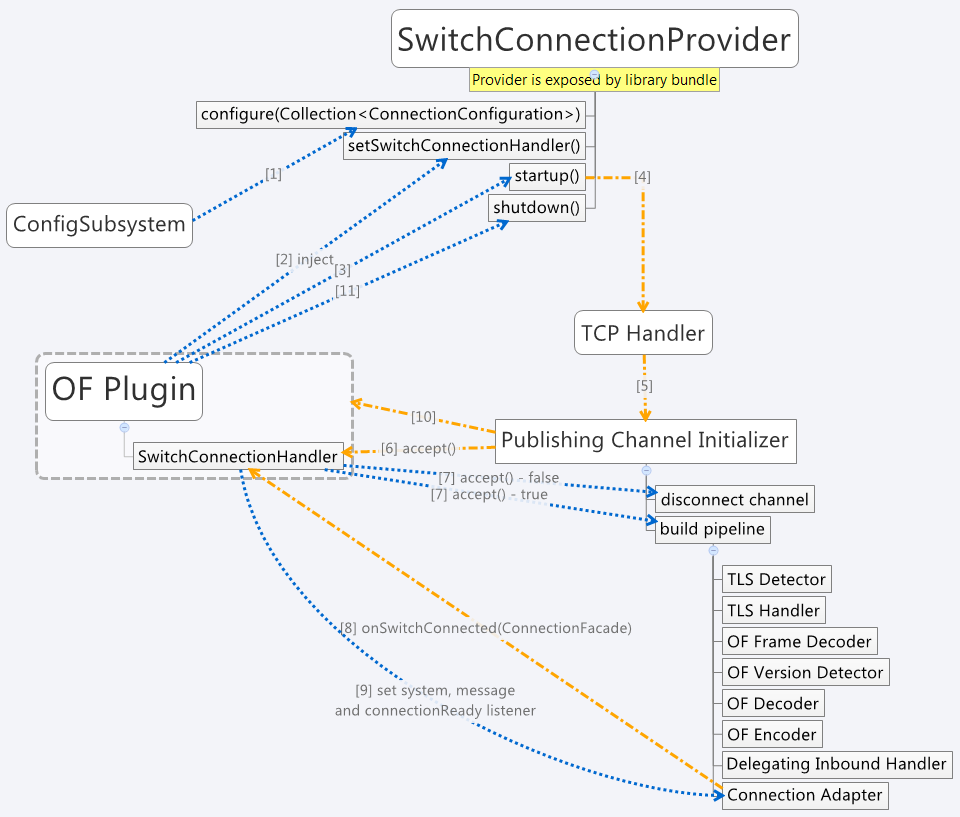 SwitchConnectionProvider
Provider is exposed by library bundle
configure(Collection<ConnectionConfiguration>)
setSwitchConnectionHandler()
[1]
startup()
[4]
shutdown()
ConfigSubsystem
[2] inject
[3]
[11]
TCP Handler
OF Plugin
[5]
[10]
Publishing Channel Initializer
[6] accept()
SwitchConnectionHandler
[7] accept() - false
[7] accept() - true
disconnect channel
build pipeline
TLS Detector
TLS Handler
[8] onSwitchConnected(ConnectionFacade)
OF Frame Decoder
OF Version Detector
[9] set system, message
and connectionReady listener
OF Decoder
OF Encoder
Delegating Inbound Handler
Connection Adapter